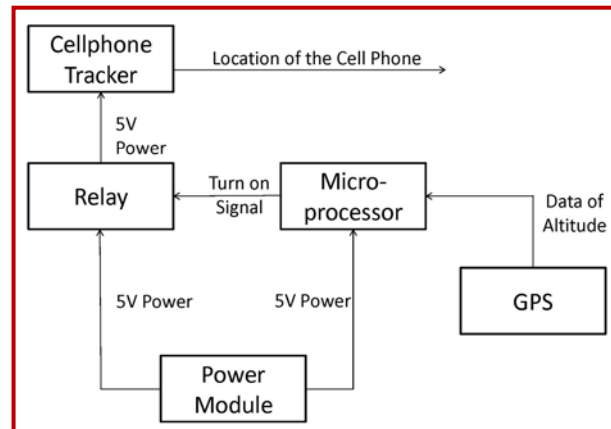 Cellphone
Tracker
Location of the Cell Phone
5V
Power
Relay
Turn on
Signal
Micro-
processor
Data of
Altitude
5V Power
5V Power
GPS
Power
Module